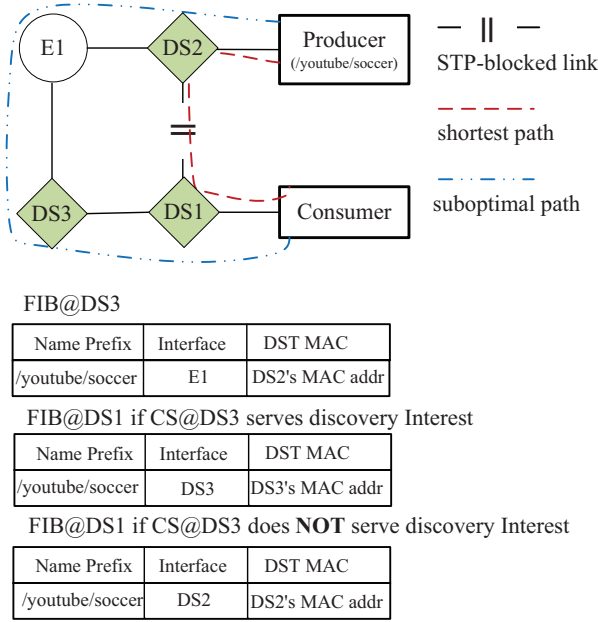 E1
DS2
Producer
(/youtube/soccer)
STP-blocked link
shortest path
DS3
DS1
Consumer
suboptimal path
FIB@DS3
Name Prefix Interface DST MAC
/youtube/soccer E1 DS2's MAC addr
FIB@DS1 if CS@DS3 serves discovery Interest
Name Prefix Interface DST MAC
/youtube/soccer DS3 DS3's MAC addr
FIB@DS1 if CS@DS3 does NOT serve discovery Interest
Name Prefix Interface DST MAC
/youtube/soccer DS2 DS2's MAC addr